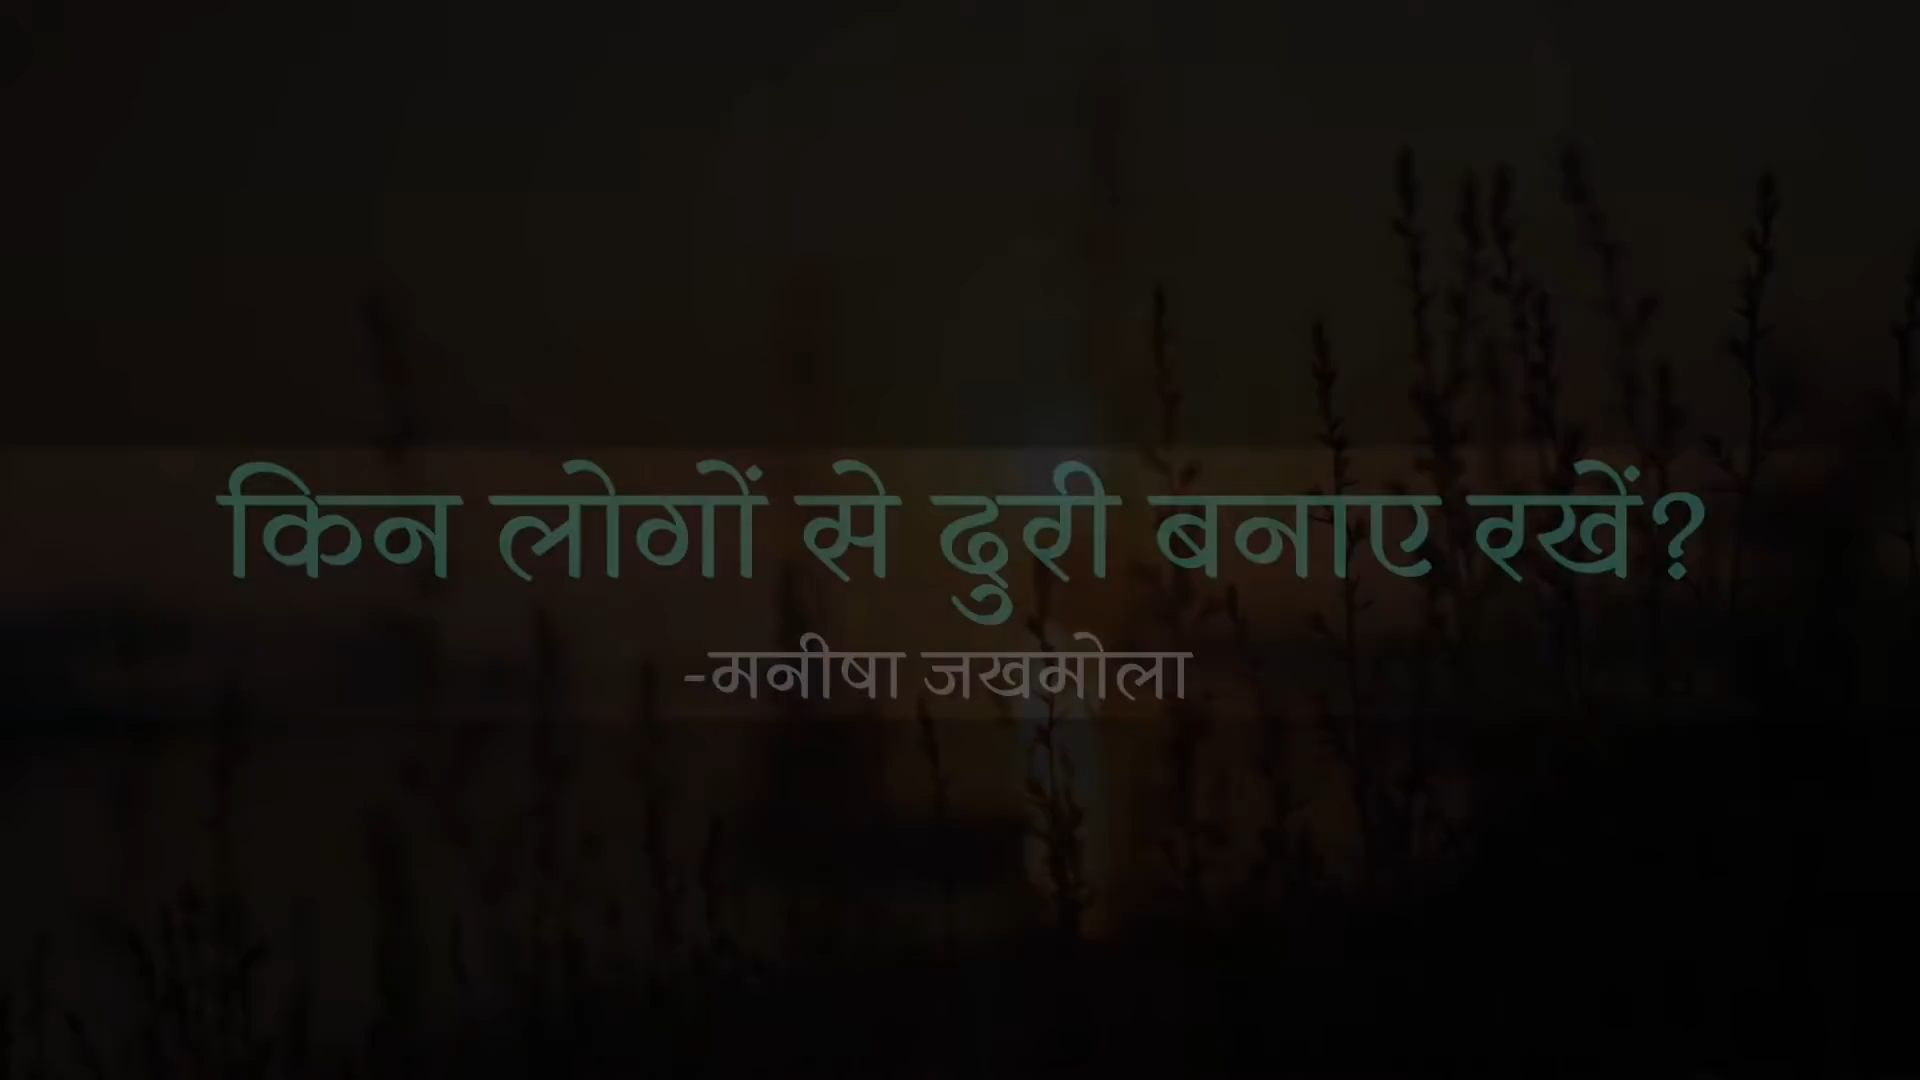 किन लोगों से दुरी बनाए रखें?
-मनीषा जखमोला